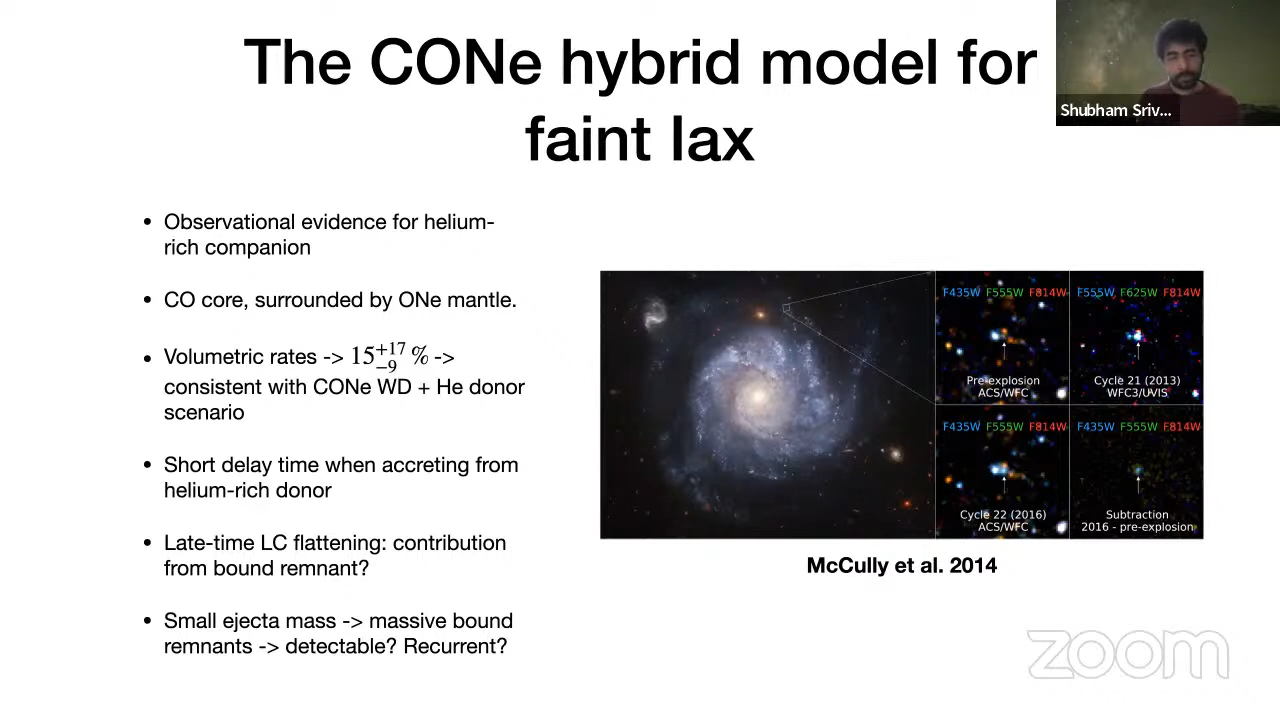 The CONe hybrid model for
faint Iax
Shubham Sriv...
• Observational evidence for helium-
rich companion
• CO core, surrounded by ONe mantle.
• Volumetric rates -> 15+17−9 % ->
consistent with CONe WD + He donor
scenario
• Short delay time when accreting from
helium-rich donor
• Late-time LC flattening: contribution
from bound remnant?
• Small ejecta mass -> massive bound
remnants -> detectable? Recurrent?
F435W F555W F814W
Pre-explosion
ACS/WFC
F555W F625W F814W
Cycle 21 (2013)
WFC3/UVIS
F435W F555W F814W
Cycle 22 (2016)
ACS/WFC
F435W F555W F814W
Subtraction
2016 - pre-explosion
McCully et al. 2014
zoom